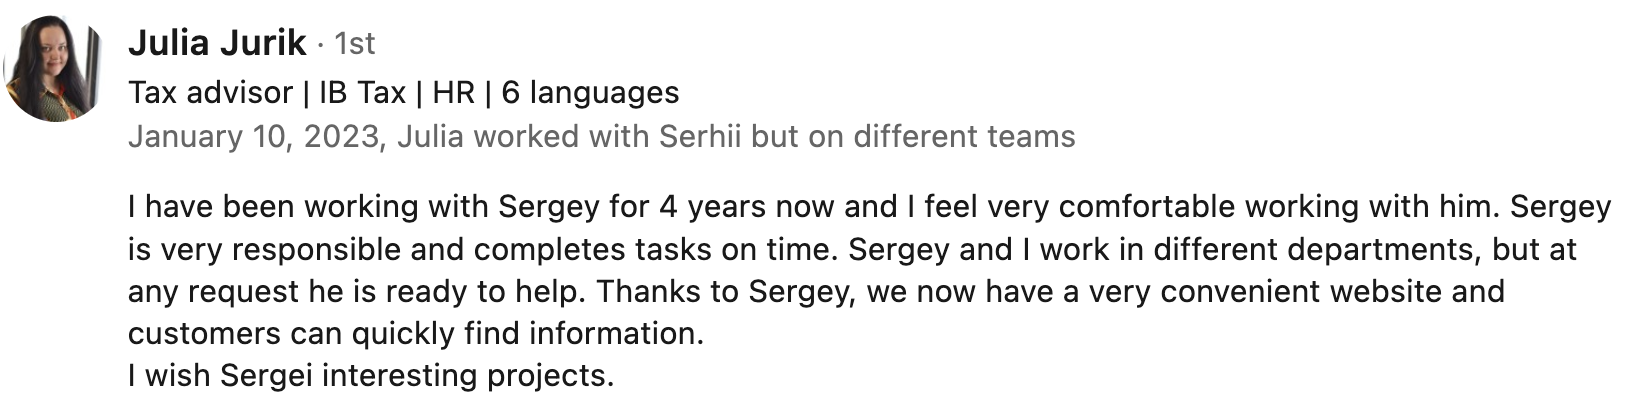 Julia Jurik · 1st
Tax advisor | IB Tax | HR | 6 languages
January 10, 2023, Julia worked with Serhii but on different teams
I have been working with Sergey for 4 years now and I feel very comfortable working with him. Sergey
is very responsible and completes tasks on time. Sergey and I work in different departments, but at
any request he is ready to help. Thanks to Sergey, we now have a very convenient website and
customers can quickly find information.
I wish Sergei interesting projects.